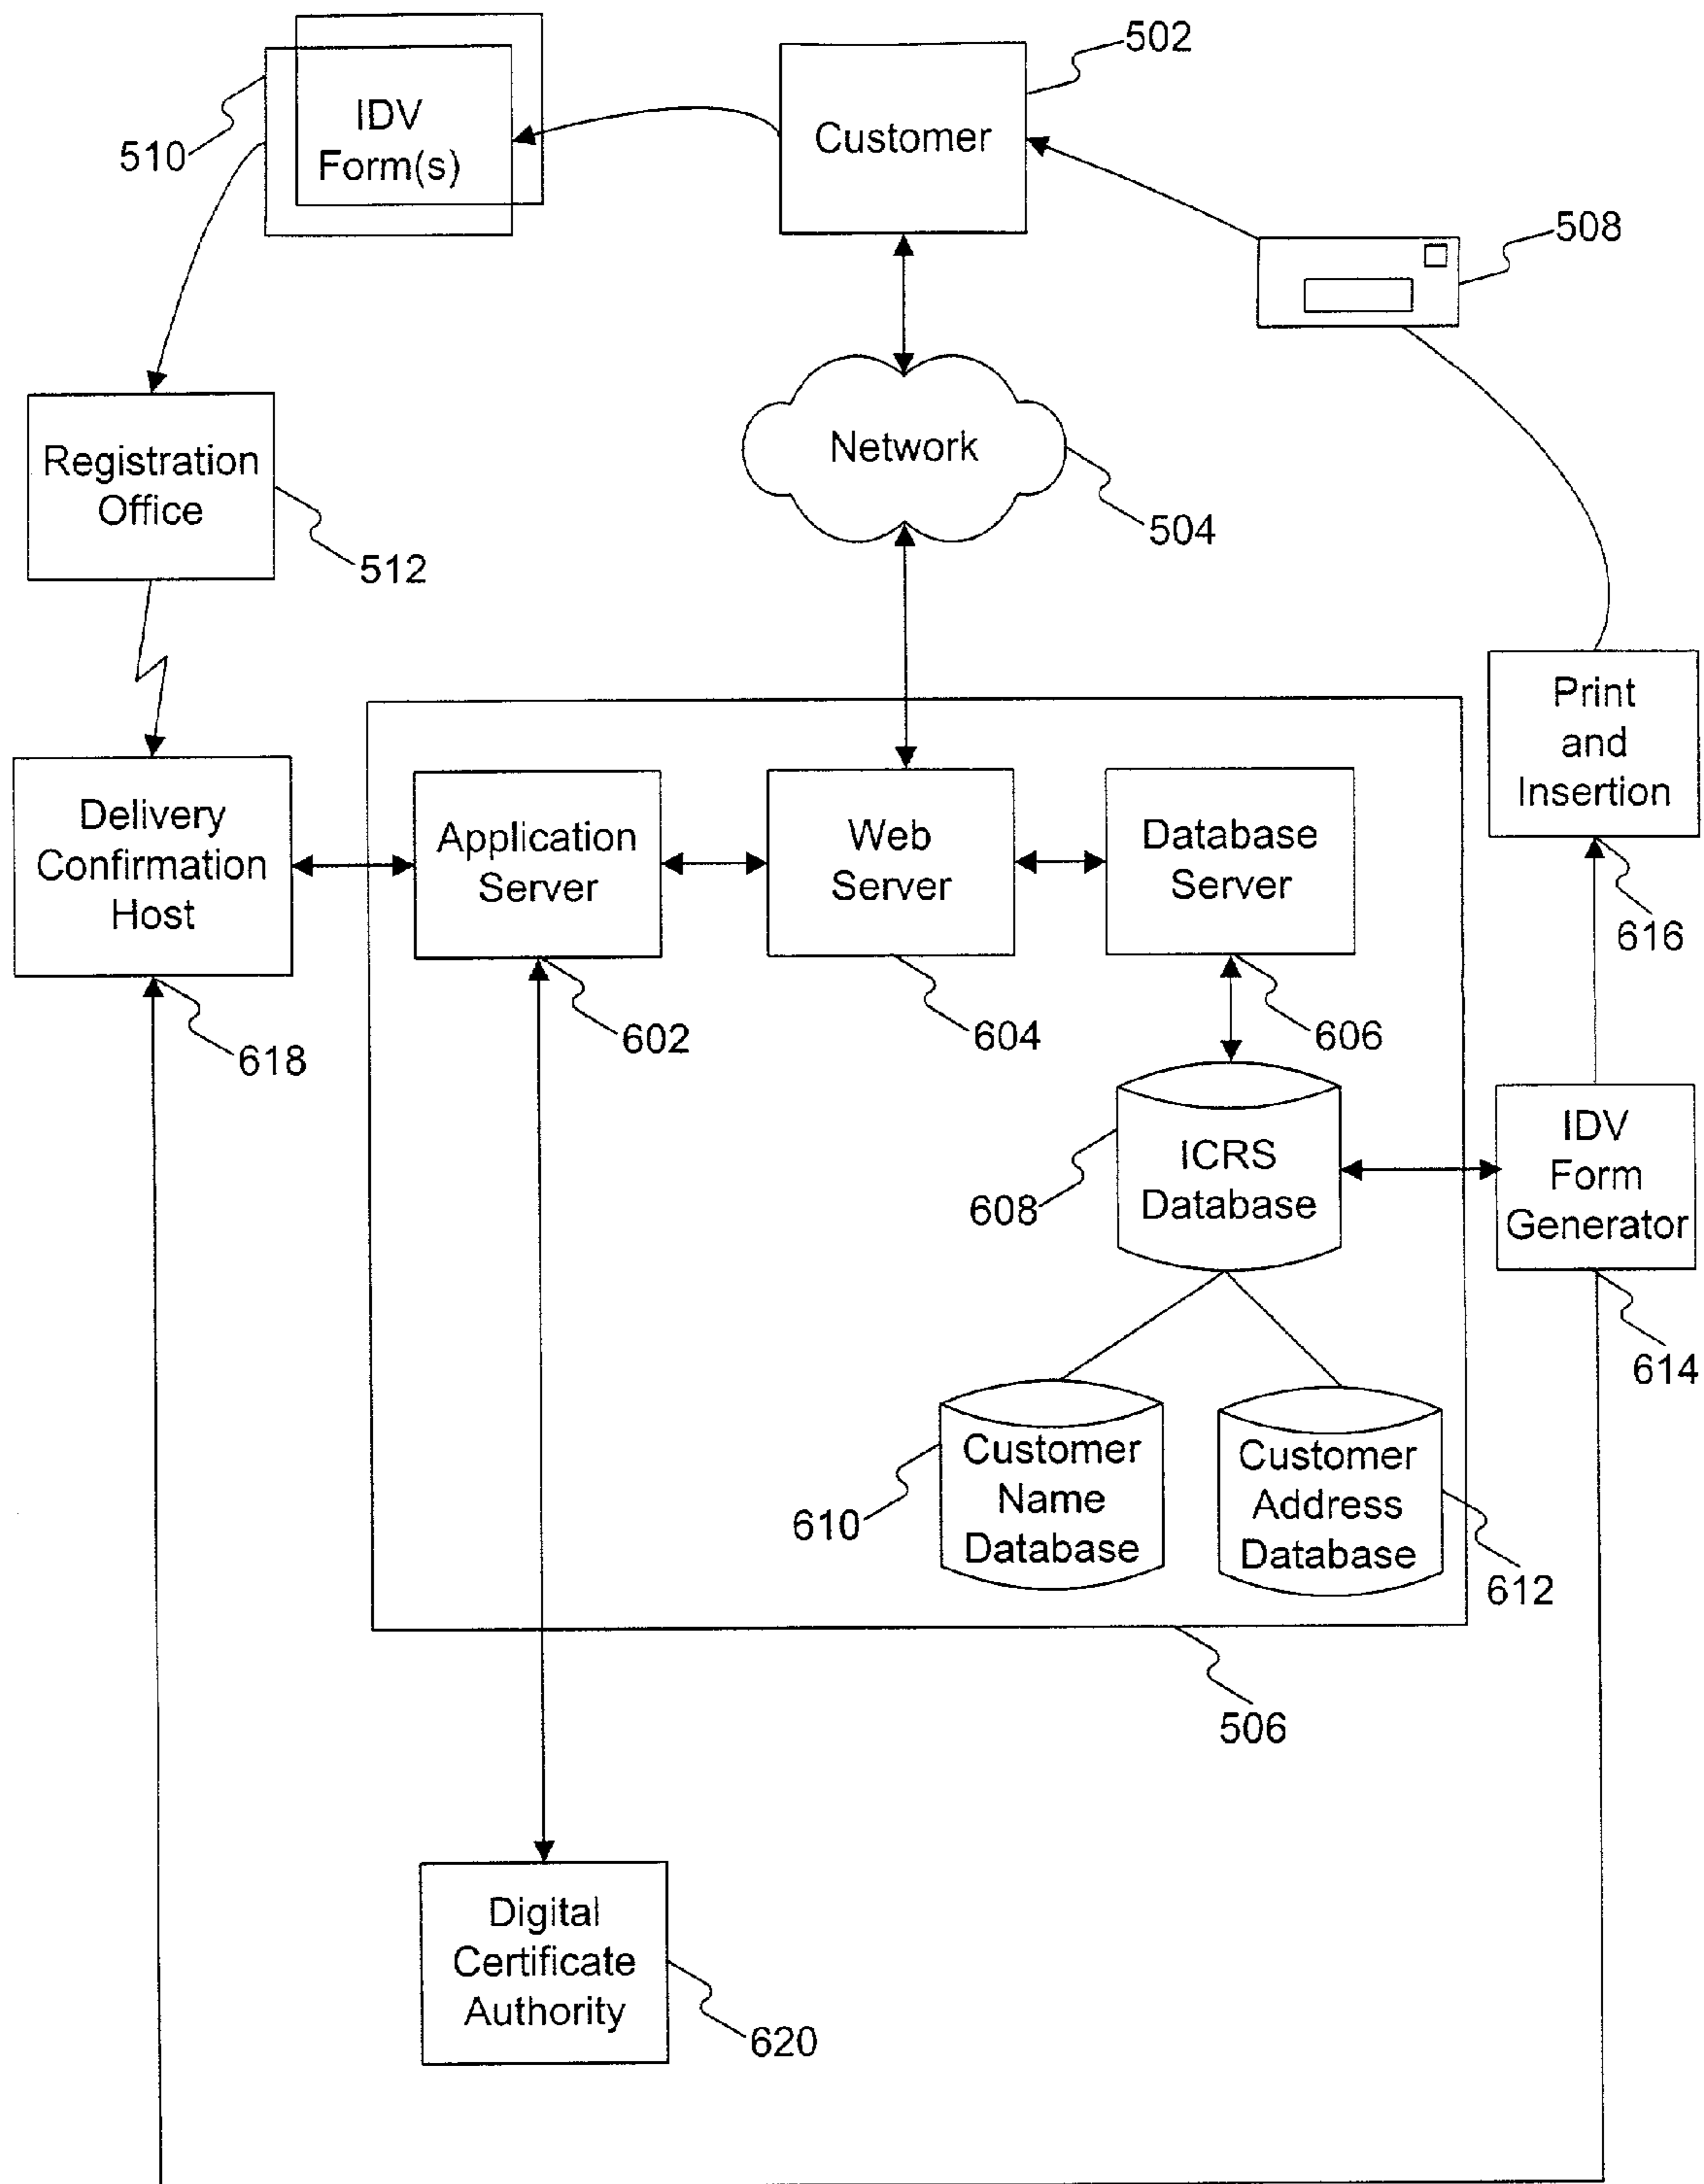 502
IDV
Form(s)
510
Customer
508
Network
504
Registration
Office
512
Print
and
Insertion
616
Delivery
Confirmation
Host
618
Application
Server
602
Web
Server
604
Database
Server
606
ICRS
Database
608
IDV
Form
Generator
614
Customer
Name
Database
610
Customer
Address
Database
612
506
Digital
Certificate
Authority
620